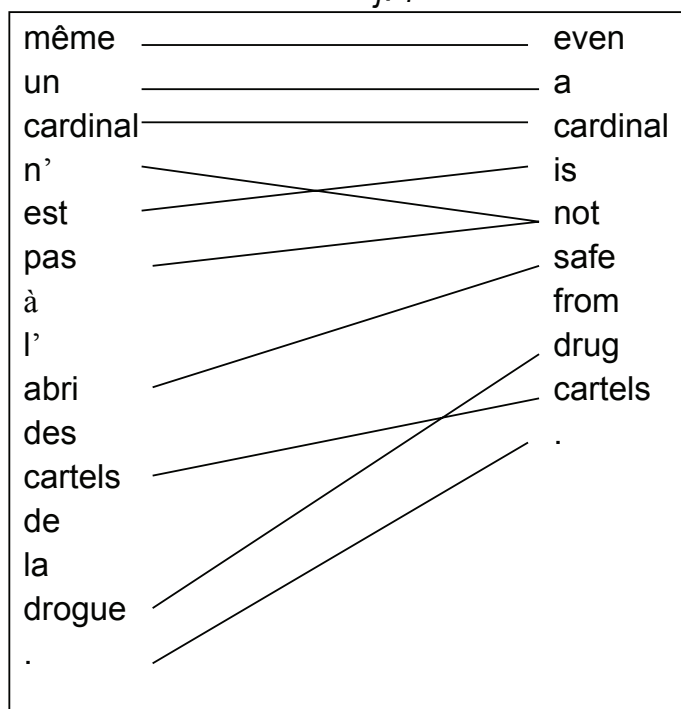 même even
un a
cardinal cardinal
n’ is
est not
pas safe
à from
l’ drug
abri cartels
des .
cartels
de
la
drogue
.